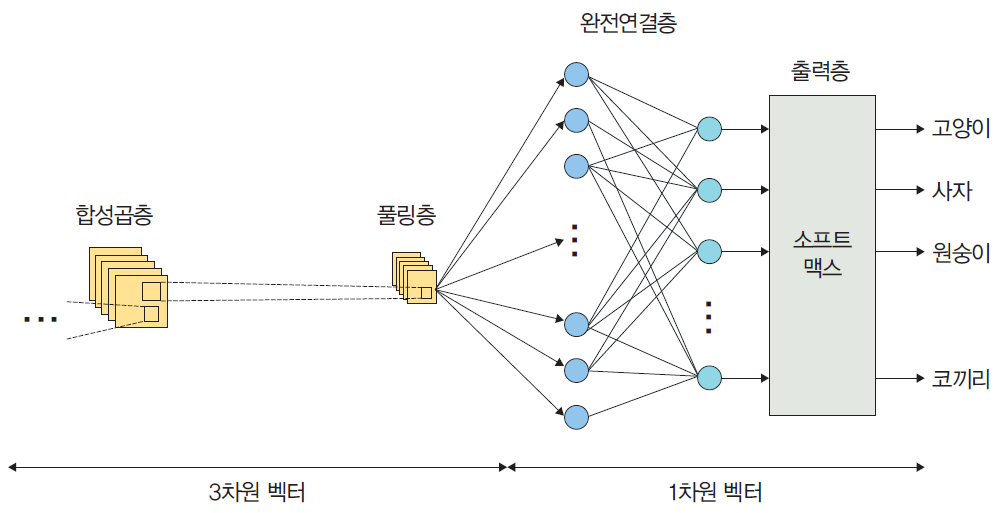 완전연결층
출력층
합성곱층
풀링층
소프트
맥스
고양이
사자
원숭이
코끼리
3차원 벡터
1차원 벡터